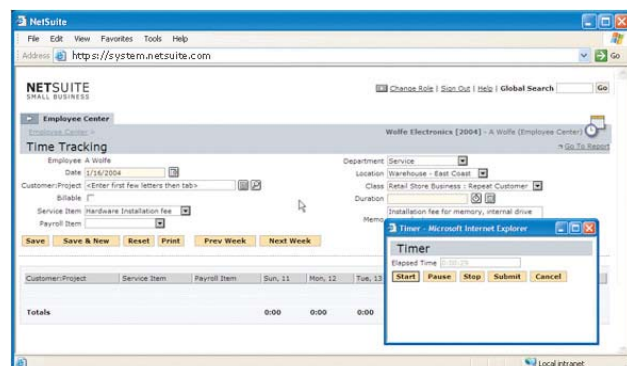 NetSuite
File Edit View Favorites Tools Help
Address https://system.netsuite.com Go
NETSUITE
SMALL BUSINESS
Change Role | Sign Out | Help | Global Search Go
Employee Center
Employee Center > Wolfe Electronics [2004] - A Wolfe (Employee Center)
Time Tracking Go To Report
Employee A Wolfe Department Service
Date 1/16/2004 Location Warehouse - East Coast
Customer:Project <Enter first few letters then tab> Class Retail Store Business : Repeat Customer
Billable Duration
Service Item Hardware Installation fee Memo Installation fee for memory, internal drive
Payroll Item
Save Save & New Reset Print Prev Week Next Week
Timer - Microsoft Internet Explorer
Timer
Elapsed Time 0:00:29
Start Pause Stop Submit Cancel
Customer:Project Service Item Payroll Item Sun, 11 Mon, 12 Tue, 13
Totals 0:00 0:00 0:00
Local intranet